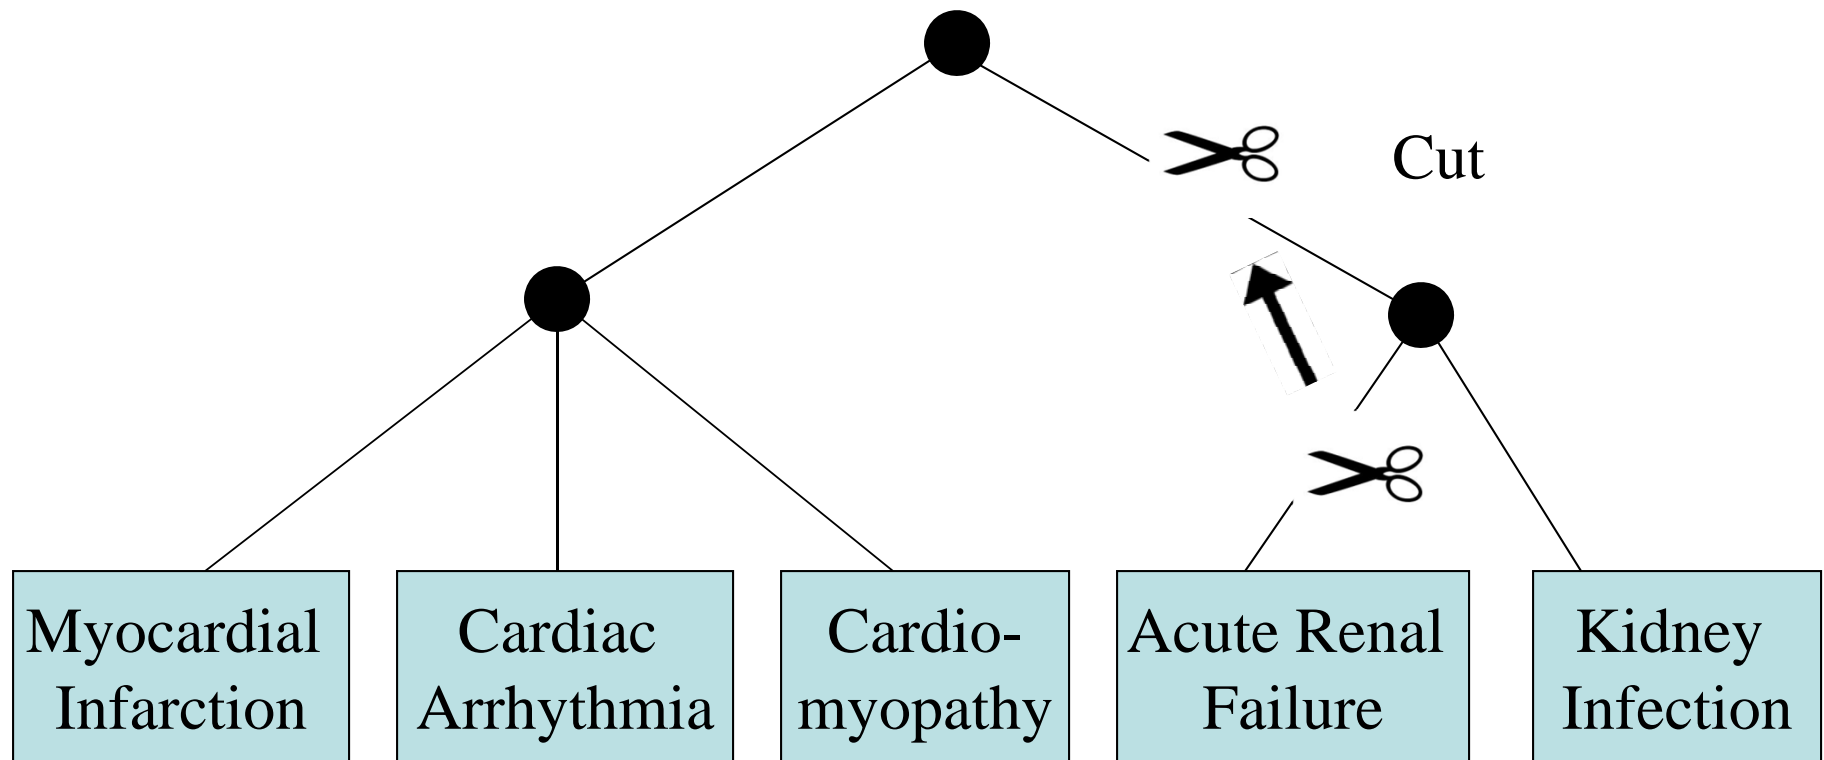 Cut
Myocardial
Infarction
Cardiac
Arrhythmia
Cardio-
myopathy
Acute Renal
Failure
Kidney
Infection